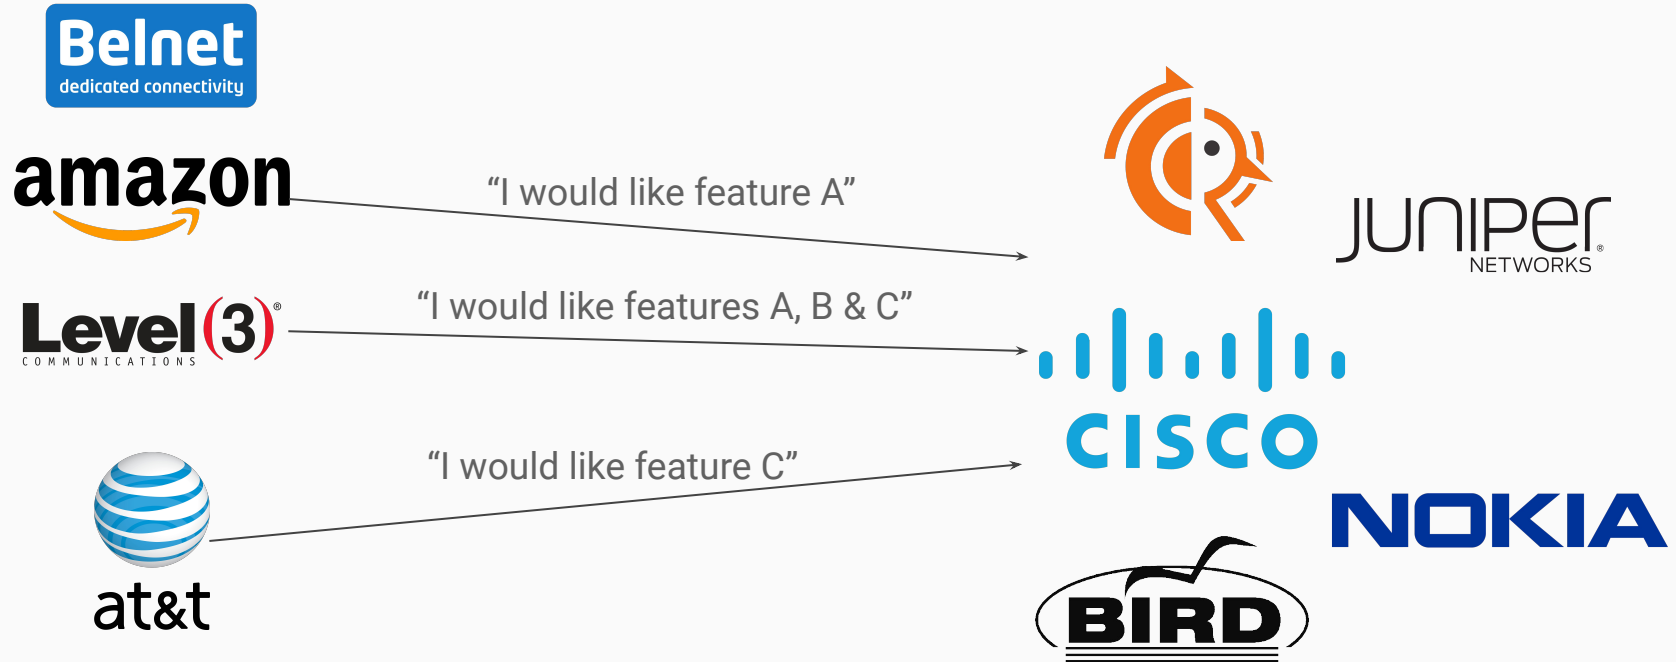 Belnet
dedicated connectivity
amazon
“I would like feature A”
JUNIPEr®
NETWORKS
Level(3)®
COMMUNICATIONS
“I would like features A, B & C”
CISCO
“I would like feature C”
NOKIA
at&t
BIRD